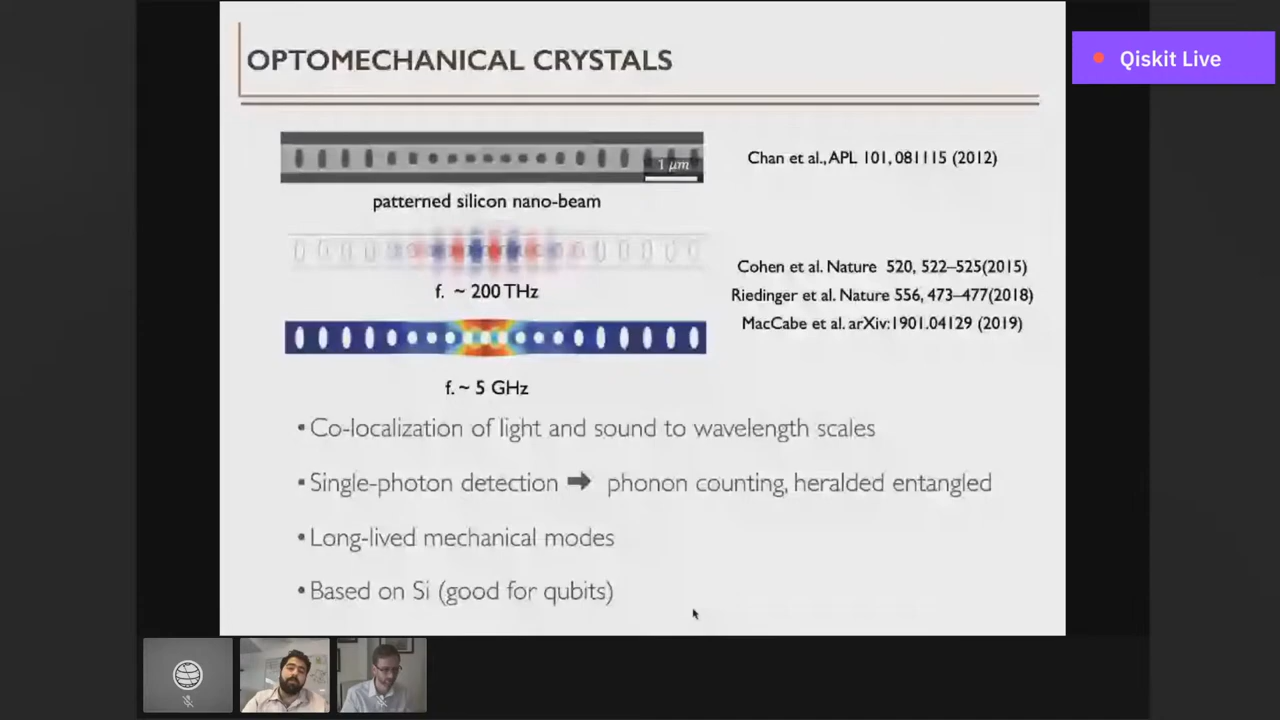 OPTOMECHANICAL CRYSTALS
Qiskit Live
1 μm
Chan et al., APL 101, 081115 (2012)
patterned silicon nano-beam
f. ~ 200 THz
Cohen et al. Nature 520, 522–525(2015)
Riedinger et al. Nature 556, 473–477(2018)
MacCabe et al. arXiv:1901.04129 (2019)
f. ~ 5 GHz
• Co-localization of light and sound to wavelength scales
• Single-photon detection ➡ phonon counting, heralded entangled
• Long-lived mechanical modes
• Based on Si (good for qubits)